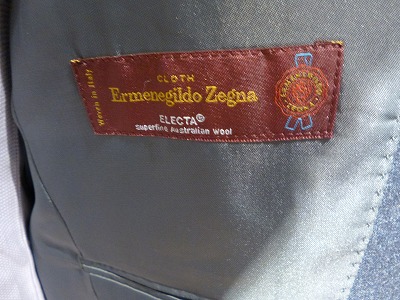 Woven in Italy
CLOTH
Ermenegildo Zegna
ELECTA®
superfine Australian wool